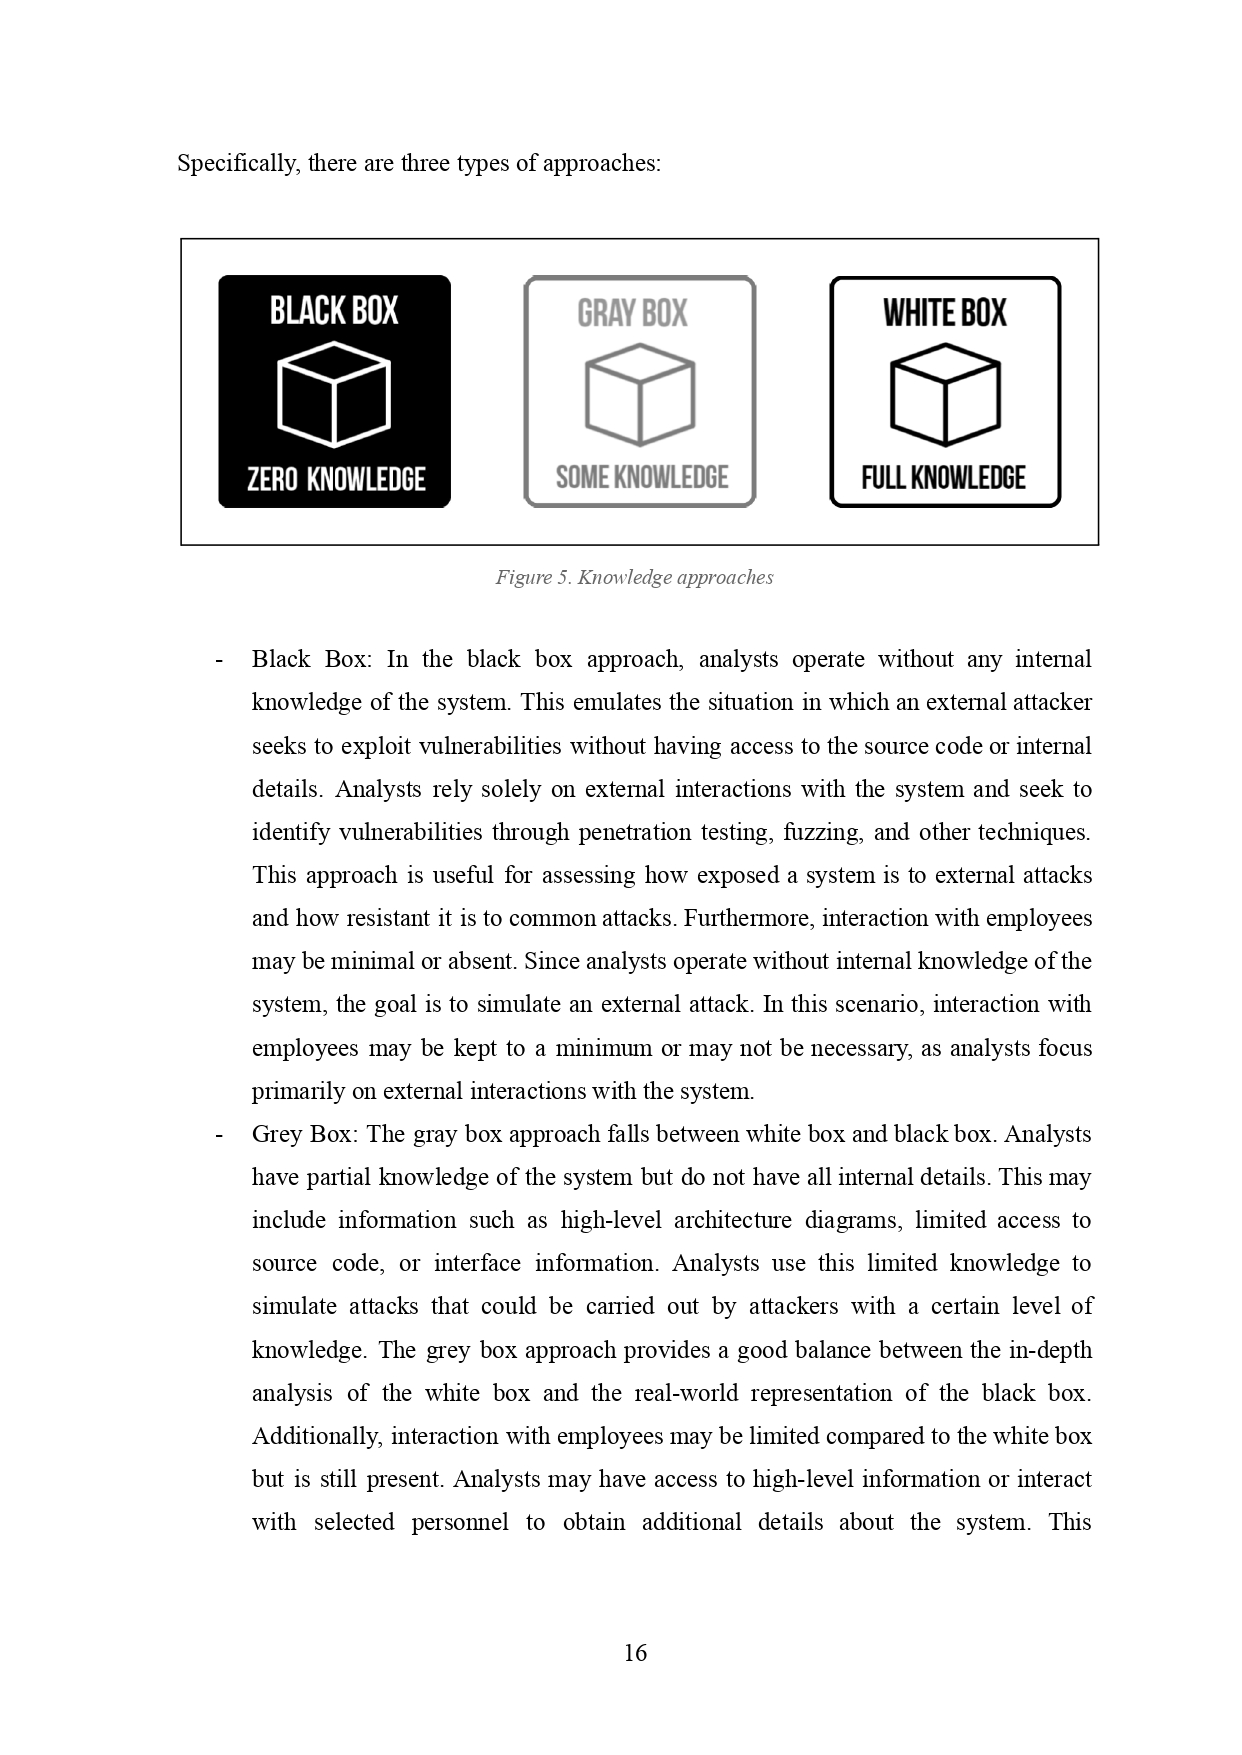 Specifically, there are three types of approaches:
BLACK BOX
ZERO KNOWLEDGE
GRAY BOX
SOME KNOWLEDGE
WHITE BOX
FULL KNOWLEDGE
Figure 5. Knowledge approaches
- Black Box: In the black box approach, analysts operate without any internal
knowledge of the system. This emulates the situation in which an external attacker
seeks to exploit vulnerabilities without having access to the source code or internal
details. Analysts rely solely on external interactions with the system and seek to
identify vulnerabilities through penetration testing, fuzzing, and other techniques.
This approach is useful for assessing how exposed a system is to external attacks
and how resistant it is to common attacks. Furthermore, interaction with employees
may be minimal or absent. Since analysts operate without internal knowledge of the
system, the goal is to simulate an external attack. In this scenario, interaction with
employees may be kept to a minimum or may not be necessary, as analysts focus
primarily on external interactions with the system.
- Grey Box: The gray box approach falls between white box and black box. Analysts
have partial knowledge of the system but do not have all internal details. This may
include information such as high-level architecture diagrams, limited access to
source code, or interface information. Analysts use this limited knowledge to
simulate attacks that could be carried out by attackers with a certain level of
knowledge. The grey box approach provides a good balance between the in-depth
analysis of the white box and the real-world representation of the black box.
Additionally, interaction with employees may be limited compared to the white box
but is still present. Analysts may have access to high-level information or interact
with selected personnel to obtain additional details about the system. This
16